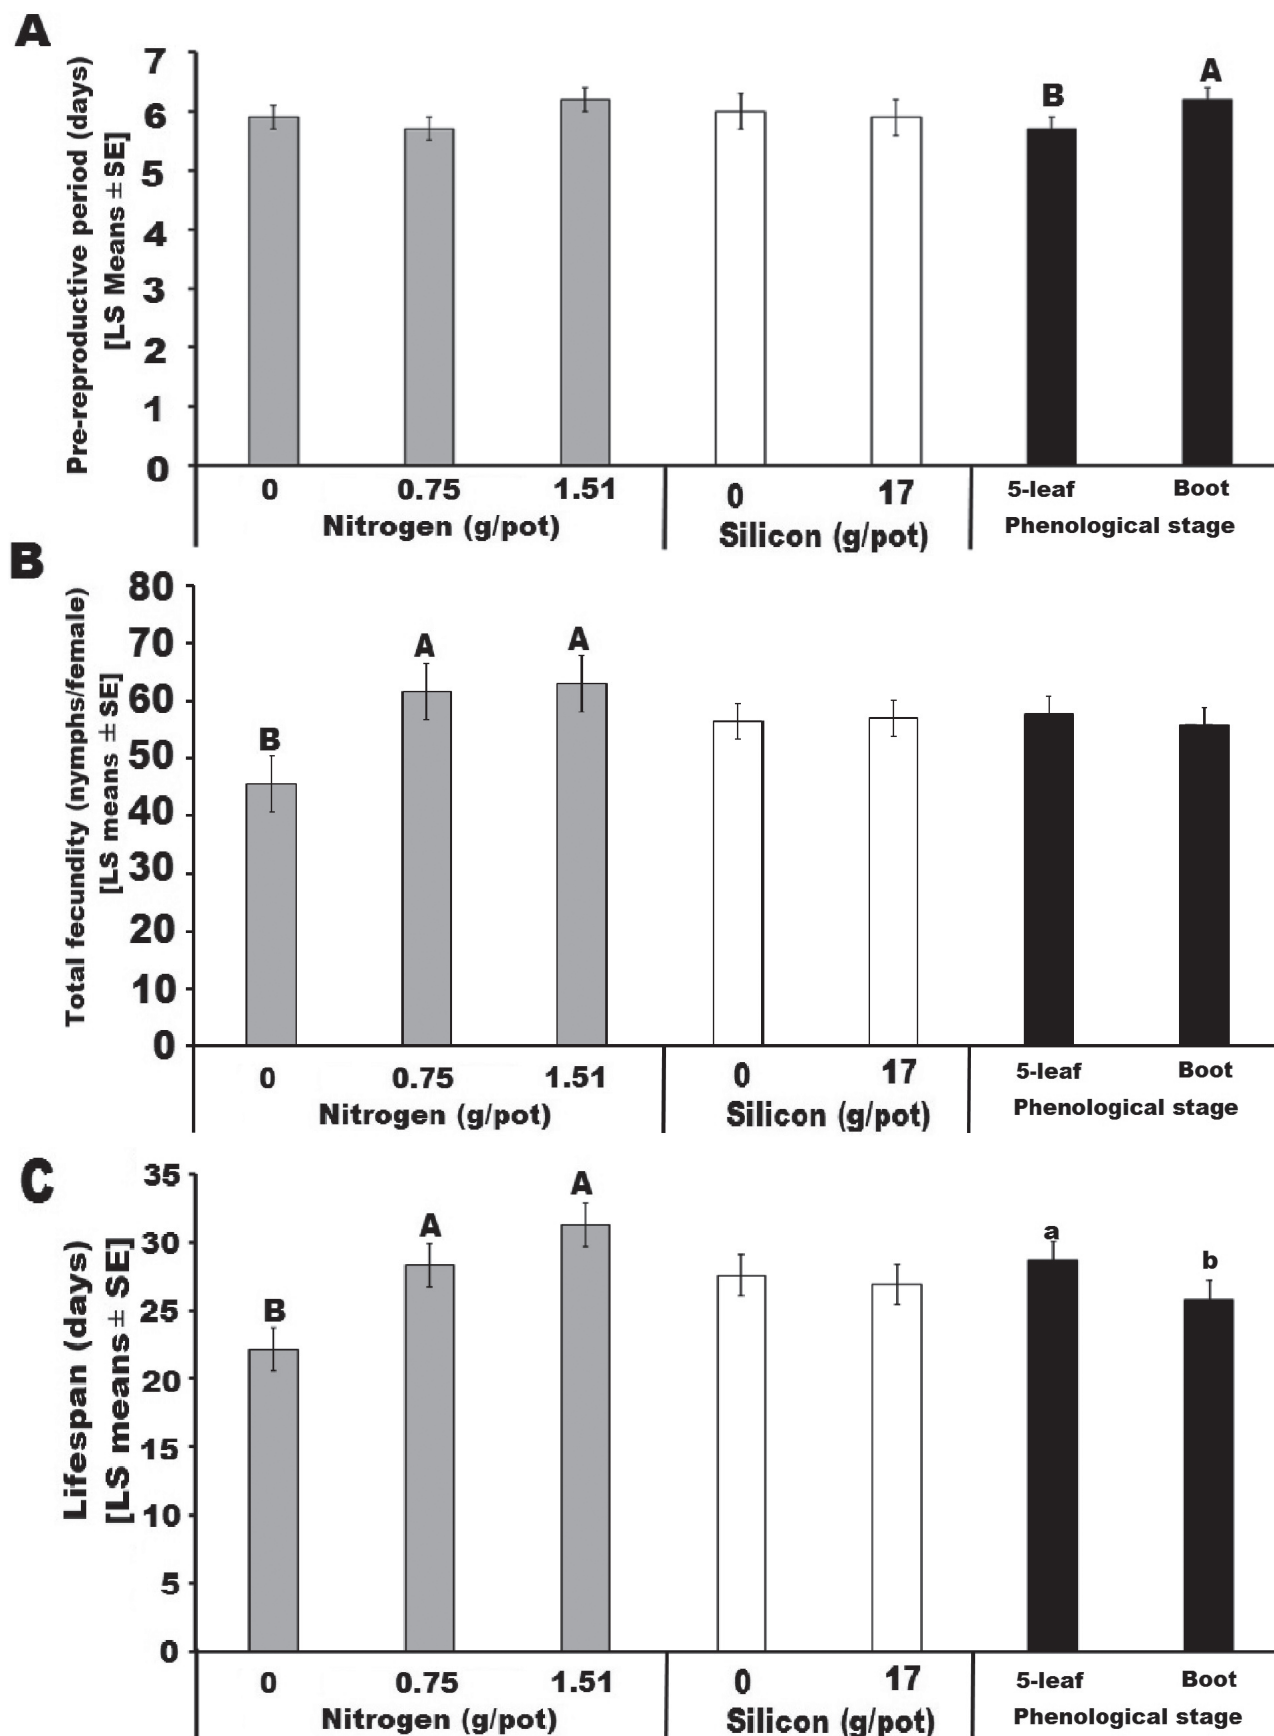 A
Pre-reproductive period (days)
[LS Means ± SE]
7
6
5
4
3
2
1
0
B
A
0 0.75 1.51 0 17 5-leaf Boot
Nitrogen (g/pot) Silicon (g/pot) Phenological stage
B
Total fecundity (nymphs/female)
[LS means ± SE]
80
70
60
50
40
30
20
10
0
B
A
A
0 0.75 1.51 0 17 5-leaf Boot
Nitrogen (g/pot) Silicon (g/pot) Phenological stage
C
Lifespan (days)
[LS means ± SE]
35
30
25
20
15
10
5
0
B
A
A
a
b
0 0.75 1.51 0 17 5-leaf Boot
Nitrogen (g/pot) Silicon (g/pot) Phenological stage